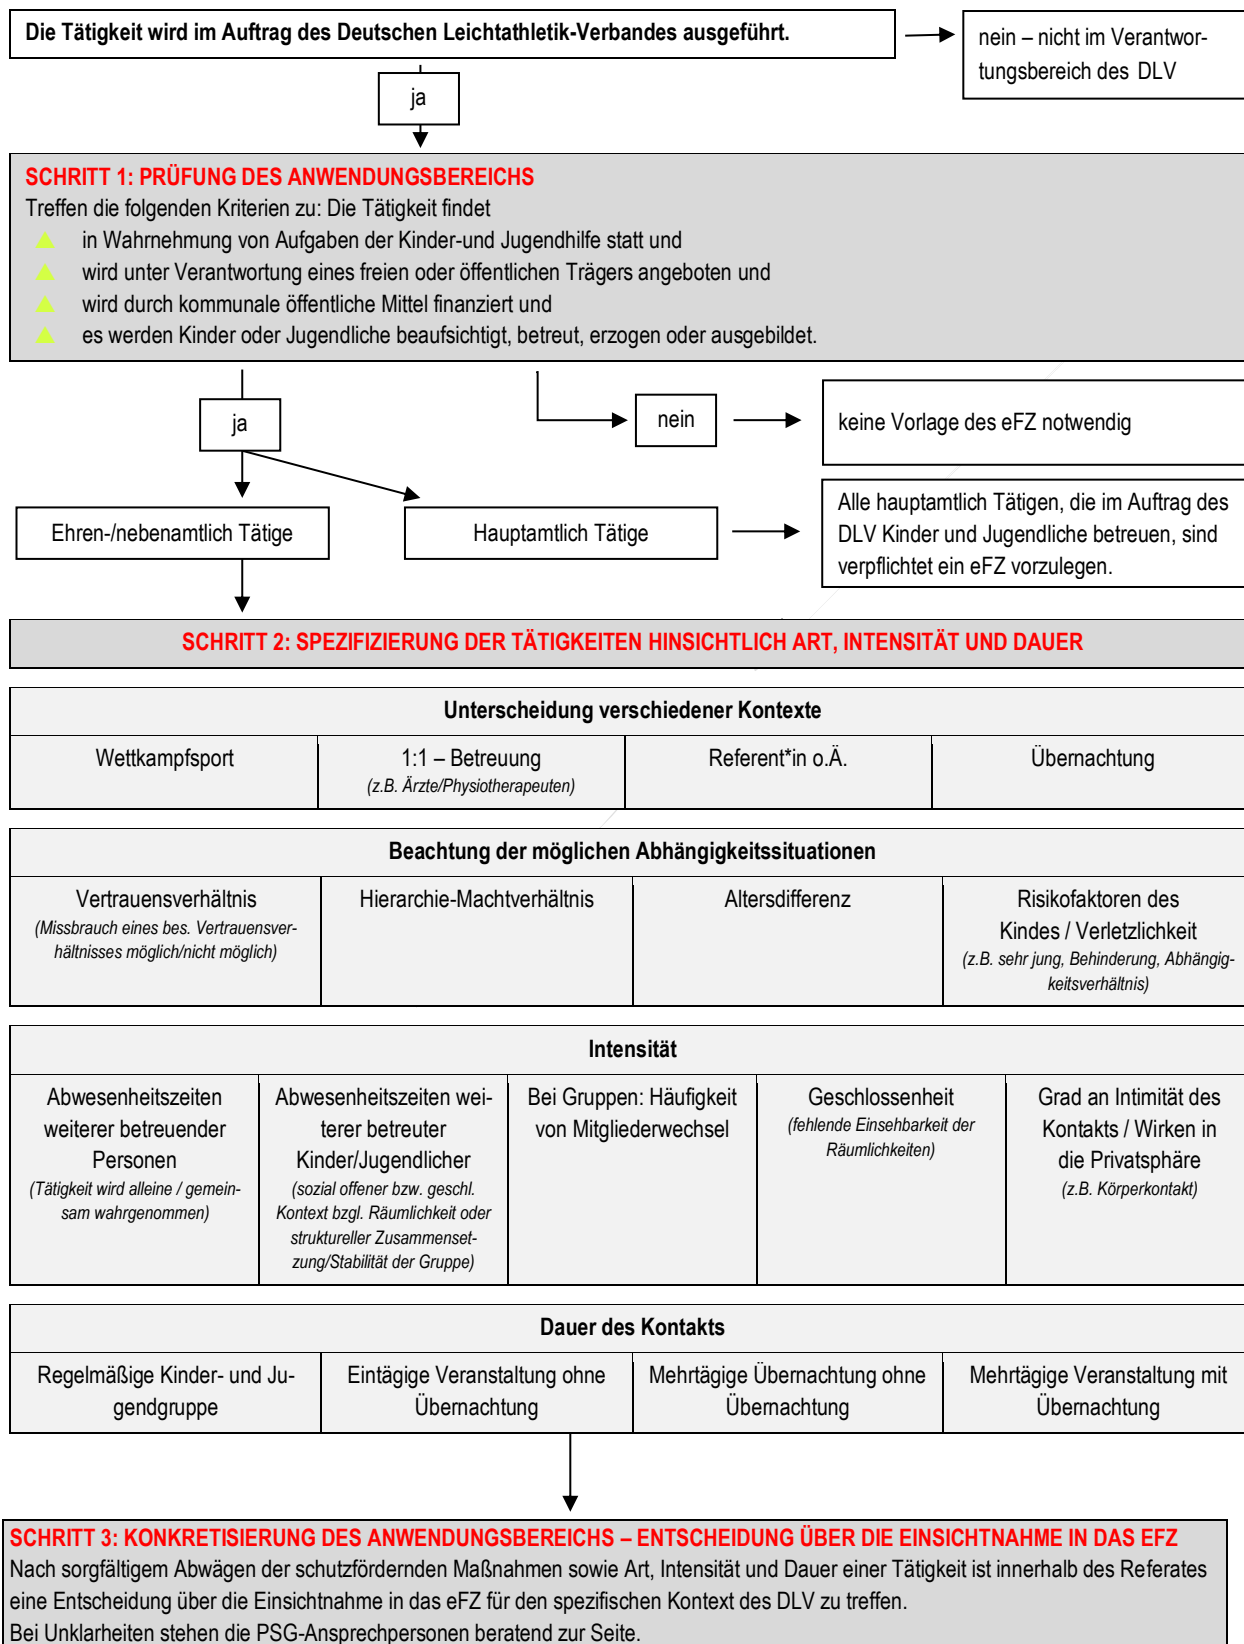 Die Tätigkeit wird im Auftrag des Deutschen Leichtathletik-Verbandes ausgeführt.
nein – nicht im Verantwor-
tungsbereich des DLV
ja
SCHRITT 1: PRÜFUNG DES ANWENDUNGSBEREICHS
Treffen die folgenden Kriterien zu: Die Tätigkeit findet
in Wahrnehmung von Aufgaben der Kinder-und Jugendhilfe statt und
wird unter Verantwortung eines freien oder öffentlichen Trägers angeboten und
wird durch kommunale öffentliche Mittel finanziert und
es werden Kinder oder Jugendliche beaufsichtigt, betreut, erzogen oder ausgebildet.
ja
nein
keine Vorlage des eFZ notwendig
Ehren-/nebenamtlich Tätige
Hauptamtlich Tätige
Alle hauptamtlich Tätigen, die im Auftrag des
DLV Kinder und Jugendliche betreuen, sind
verpflichtet ein eFZ vorzulegen.
SCHRITT 2: SPEZIFIZIERUNG DER TÄTIGKEITEN HINSICHTLICH ART, INTENSITÄT UND DAUER
Unterscheidung verschiedener Kontexte
Wettkampfsport
1:1 – Betreuung
(z.B. Ärzte/Physiotherapeuten)
Referent*in o.Ä.
Übernachtung
Beachtung der möglichen Abhängigkeitssituationen
Vertrauensverhältnis
(Missbrauch eines bes. Vertrauensver-
hältnisses möglich/nicht möglich)
Hierarchie-Machtverhältnis
Altersdifferenz
Risikofaktoren des
Kindes / Verletzlichkeit
(z.B. sehr jung, Behinderung, Abhängig-
keitsverhältnis)
Intensität
Abwesenheitszeiten
weiterer betreuender
Personen
(Tätigkeit wird alleine / gemein-
sam wahrgenommen)
Abwesenheitszeiten wei-
terer betreuter
Kinder/Jugendlicher
(sozial offener bzw. geschl.
Kontext bzgl. Räumlichkeit oder
struktureller Zusammenset-
zung/Stabilität der Gruppe)
Bei Gruppen: Häufigkeit
von Mitgliederwechsel
Geschlossenheit
(fehlende Einsehbarkeit der
Räumlichkeiten)
Grad an Intimität des
Kontakts / Wirken in
die Privatsphäre
(z.B. Körperkontakt)
Dauer des Kontakts
Regelmäßige Kinder- und Ju-
gendgruppe
Eintägige Veranstaltung ohne
Übernachtung
Mehrtägige Übernachtung ohne
Übernachtung
Mehrtägige Veranstaltung mit
Übernachtung
SCHRITT 3: KONKRETISIERUNG DES ANWENDUNGSBEREICHS – ENTSCHEIDUNG ÜBER DIE EINSICHTNAHME IN DAS EFZ
Nach sorgfältigem Abwägen der schutzfördernden Maßnahmen sowie Art, Intensität und Dauer einer Tätigkeit ist innerhalb des Referates
eine Entscheidung über die Einsichtnahme in das eFZ für den spezifischen Kontext des DLV zu treffen.
Bei Unklarheiten stehen die PSG-Ansprechpersonen beratend zur Seite.